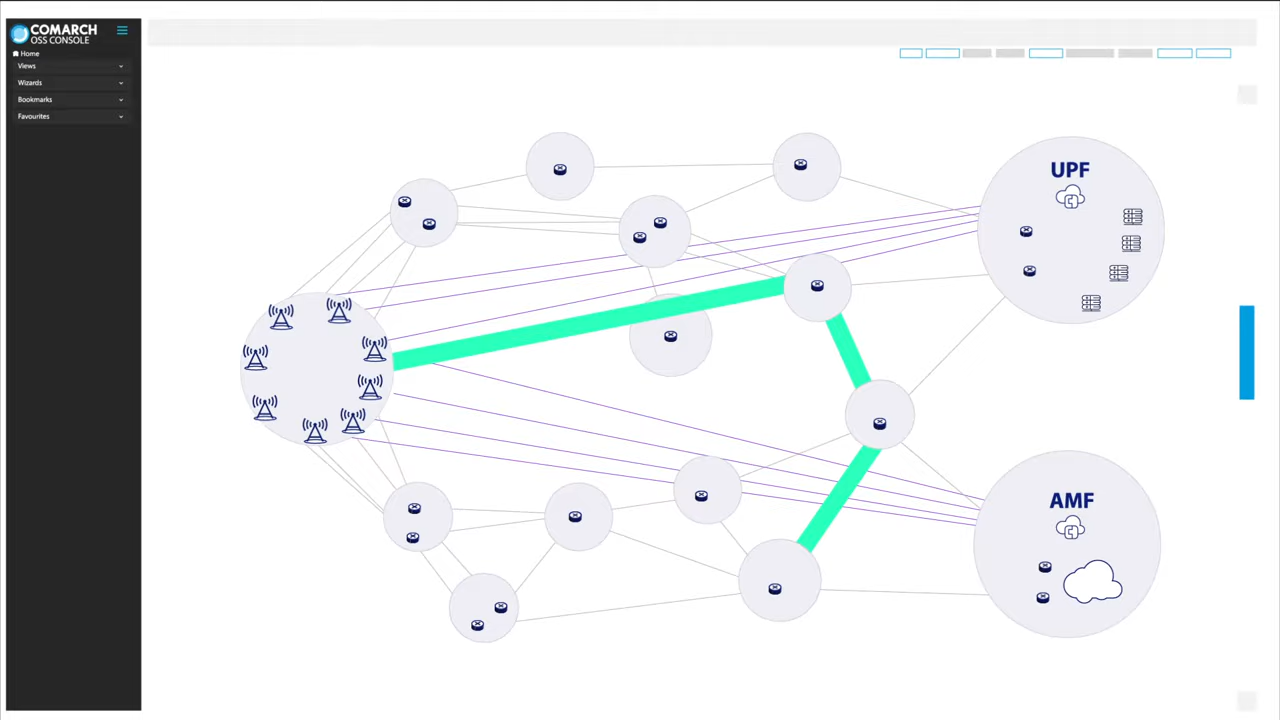 COMARCH
OSS CONSOLE
Home
Views
Wizards
Bookmarks
Favourites
UPF
AMF